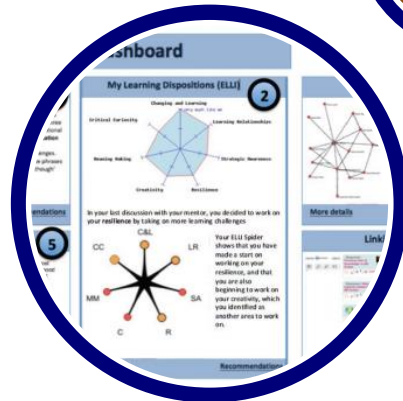 shboard
My Learning Dispositions (ELLI)
2
Changing and Learning
Critical Curiosity
Learning Relationships
Meaning Making
Strategic Awareness
Creativity
Resilience
In your last discussion with your mentor, you decided to work
on your resilience by taking on more learning challenges
C&L
CC
LR
MM
SA
C
R
Your ELLI Spider
shows that you have
made a start on
working on your
resilience, and that
you are also
beginning to work on
your creativity, which
you identified as
another area to work
on.
Recommendation
ndations
5
More details
Linki